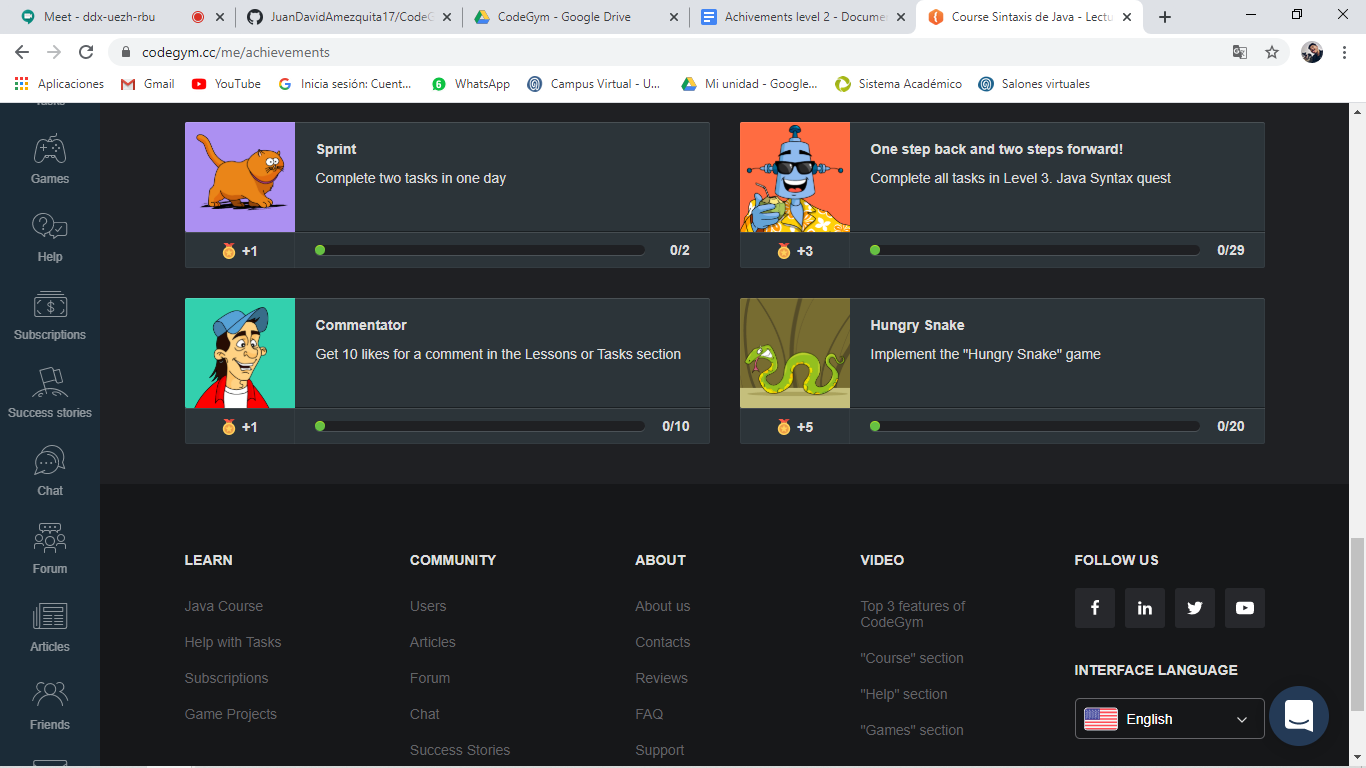 Meet - ddx-uezh-rbu
JuanDavidAmezquita17/CodeG
CodeGym - Google Drive
Achivements level 2 - Docume
Course Sintaxis de Java - Lectu
codegym.cc/me/achievements
Aplicaciones
Gmail
YouTube
Inicia sesión: Cuent...
WhatsApp
Campus Virtual - U...
Mi unidad - Google...
Sistema Académico
Salones virtuales
Tasks
Games
Help
Subscriptions
Success stories
Chat
Forum
Articles
Friends
Sprint
Complete two tasks in one day
+1
0/2
One step back and two steps forward!
Complete all tasks in Level 3. Java Syntax quest
+3
0/29
Commentator
Get 10 likes for a comment in the Lessons or Tasks section
+1
0/10
Hungry Snake
Implement the "Hungry Snake" game
+5
0/20
LEARN
Java Course
Help with Tasks
Subscriptions
Game Projects
COMMUNITY
Users
Articles
Forum
Chat
Success Stories
ABOUT
About us
Contacts
Reviews
FAQ
Support
VIDEO
Top 3 features of
CodeGym
"Course" section
"Help" section
"Games" section
FOLLOW US
INTERFACE LANGUAGE
English